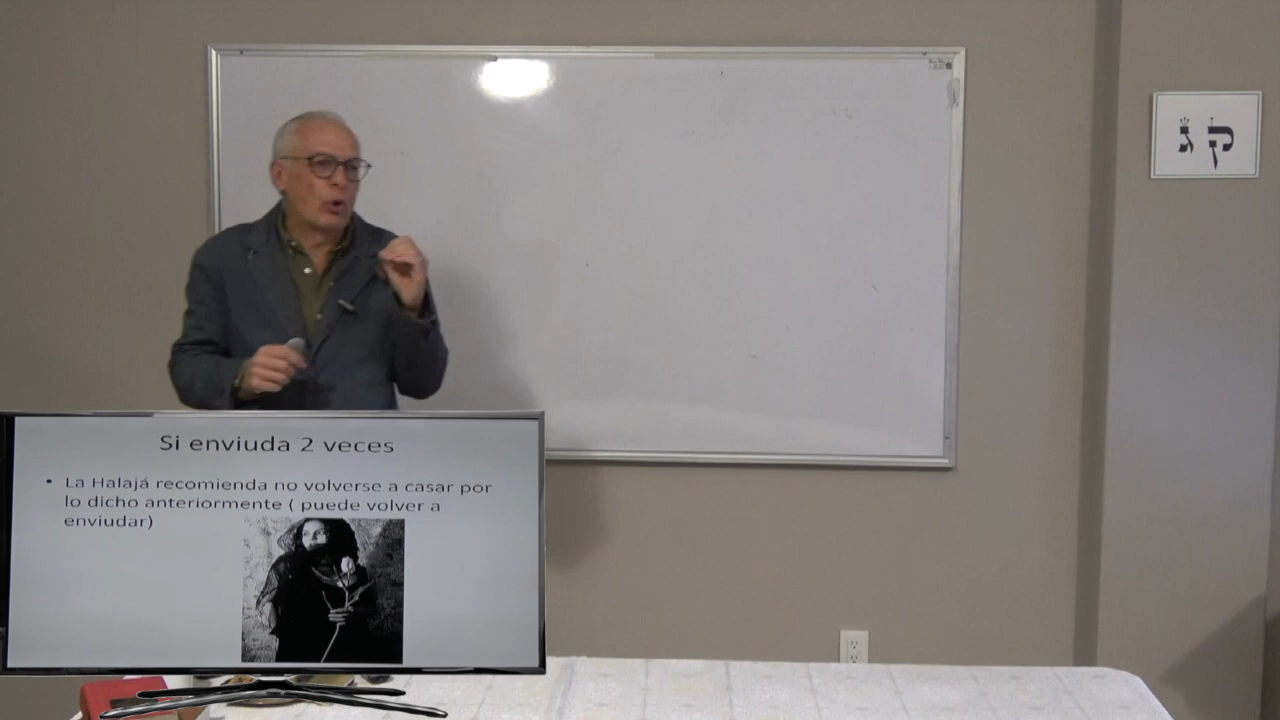 Si enviuda 2 veces
• La Halajá recomienda no volverse a casar por
lo dicho anteriormente ( puede volver a
enviudar)
ק ג